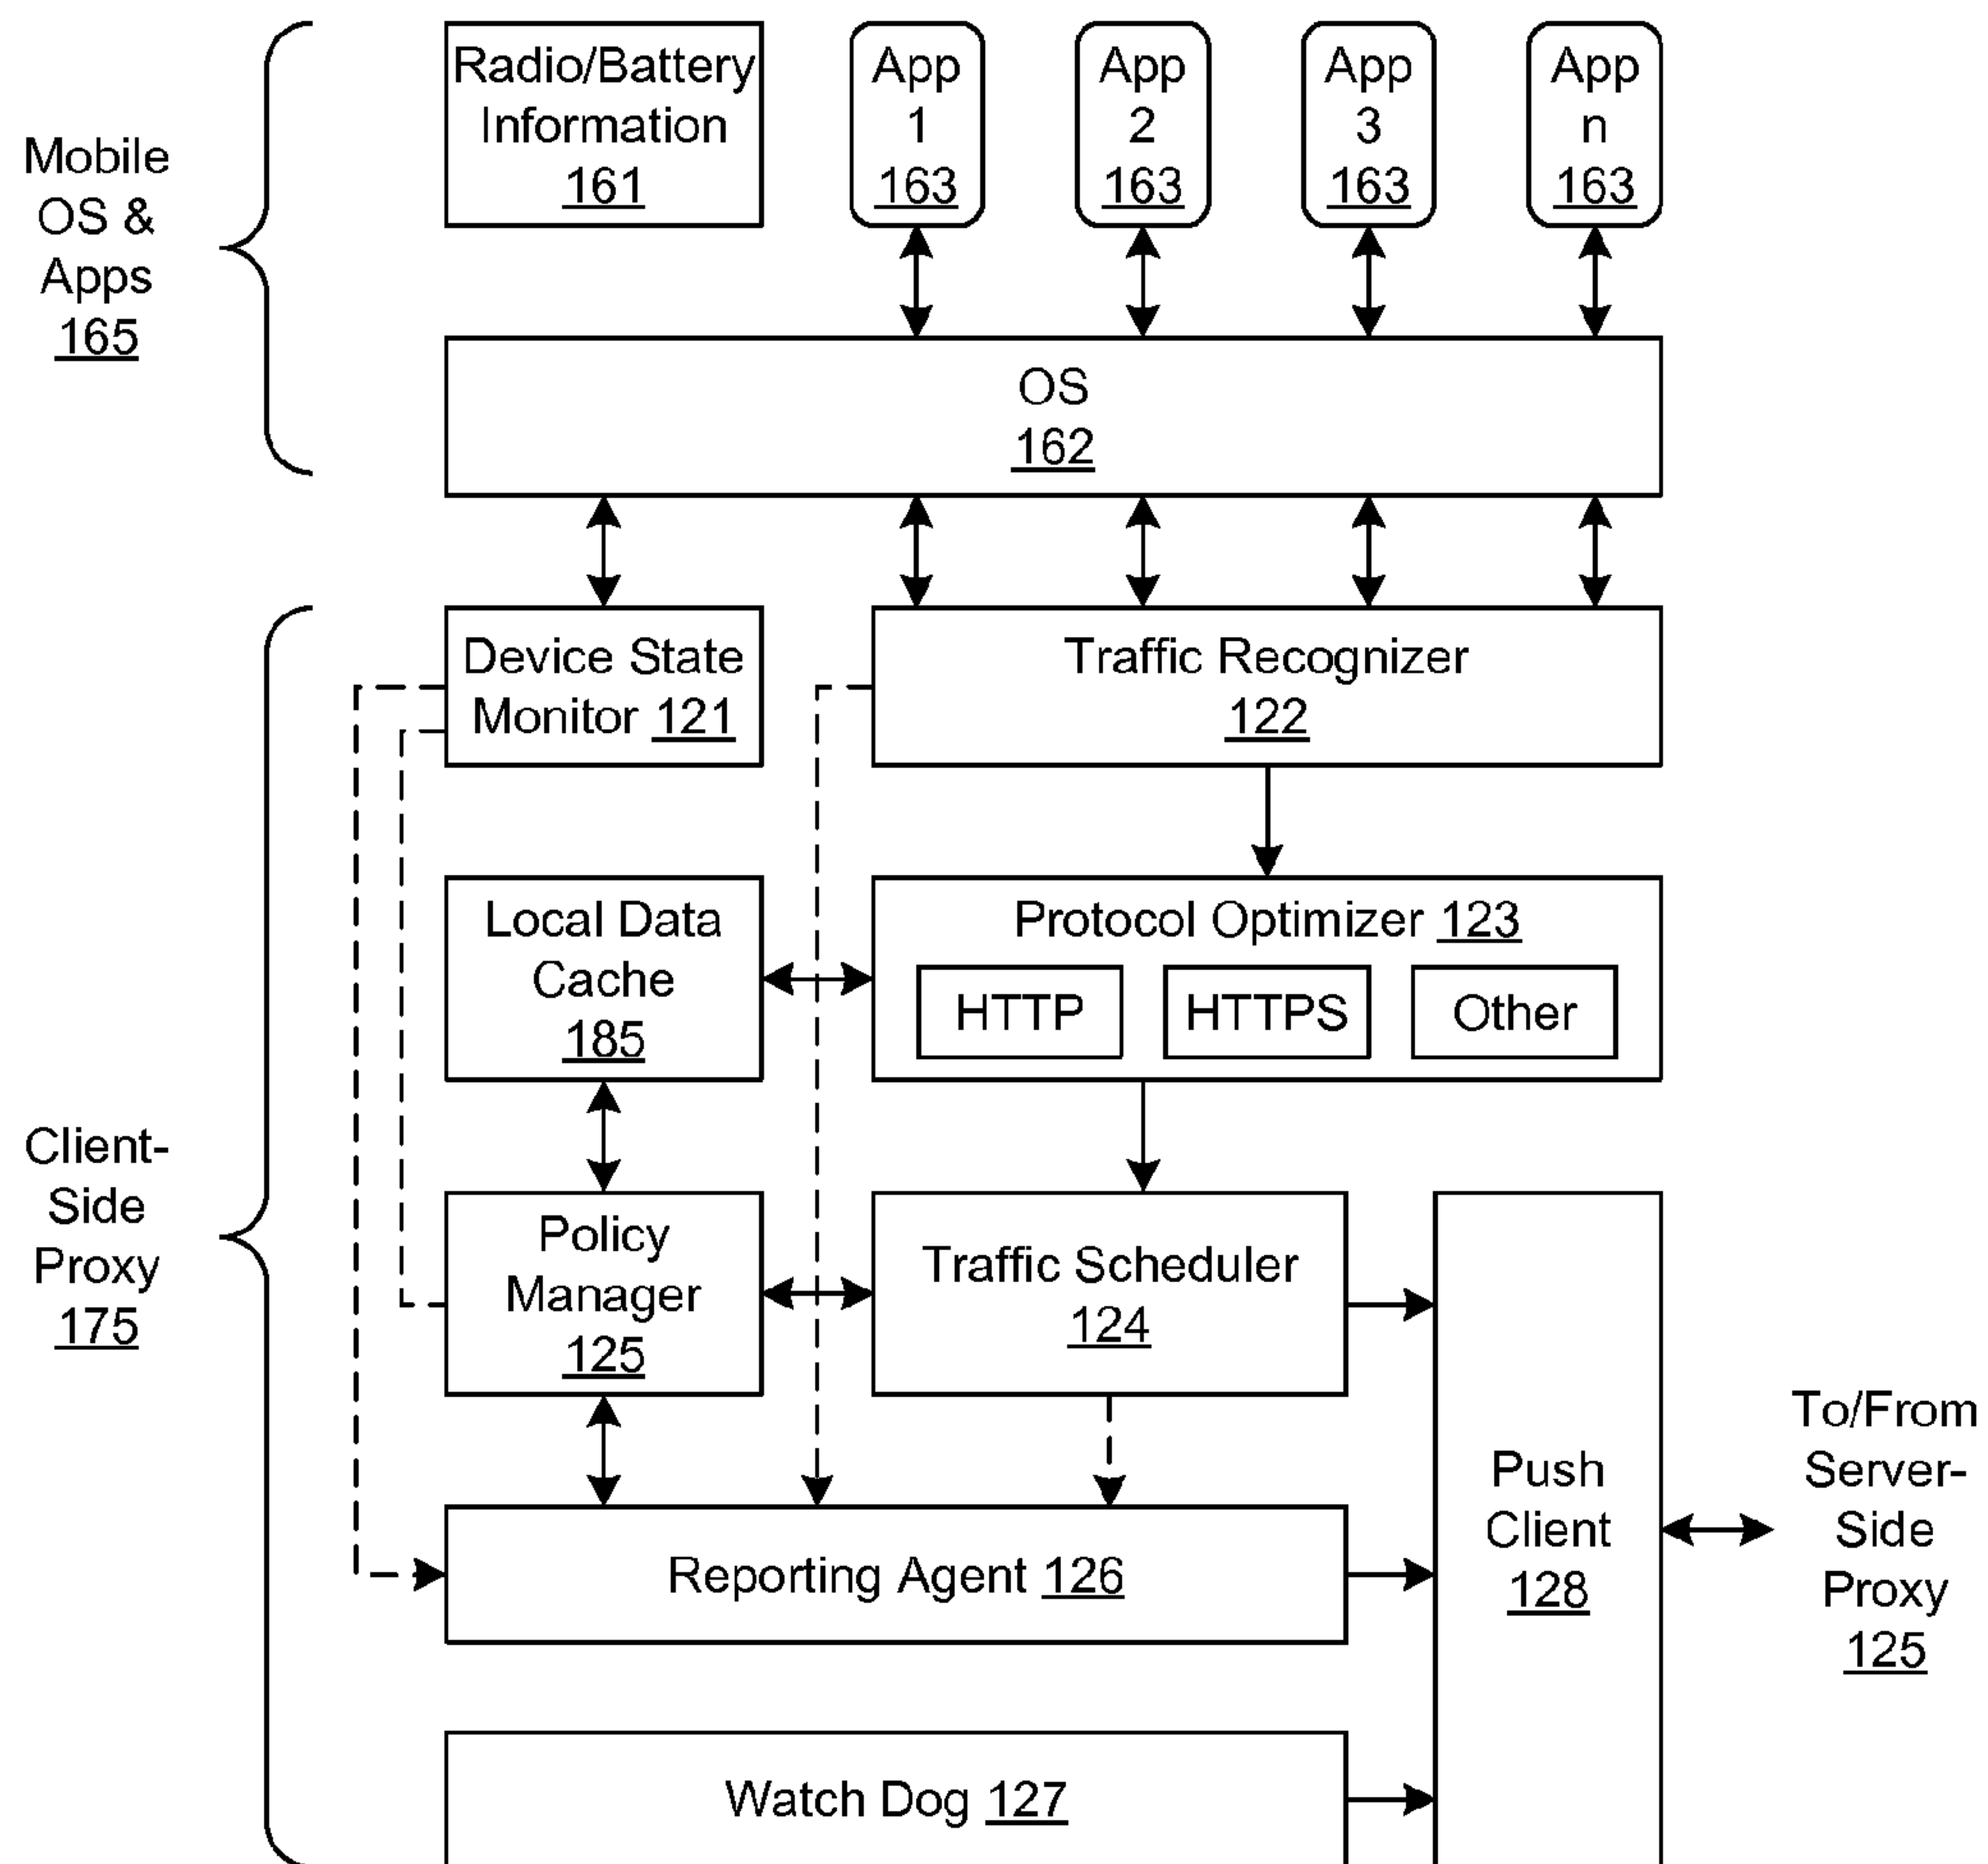 Radio/Battery
Information
161
App
1
163
App
2
163
App
3
163
App
n
163
Mobile
OS &
Apps
165
OS
162
Device State
Monitor 121
Traffic Recognizer
122
Local Data
Cache
185
Protocol Optimizer 123
HTTP
HTTPS
Other
Client-
Side
Proxy
175
Policy
Manager
125
Traffic Scheduler
124
Push
Client
128
To/From
Server-
Side
Proxy
125
Reporting Agent 126
Watch Dog 127